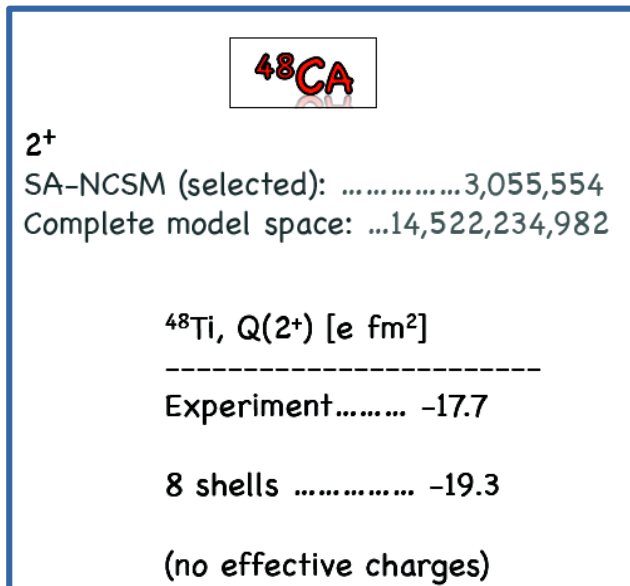 ⁴⁸CA
2⁺
SA-NCSM (selected): ...............3,055,554
Complete model space: ...14,522,234,982
⁴⁸Ti, Q(2⁺) [e fm²]
------------------------
Experiment......... -17.7
8 shells ............... -19.3
(no effective charges)